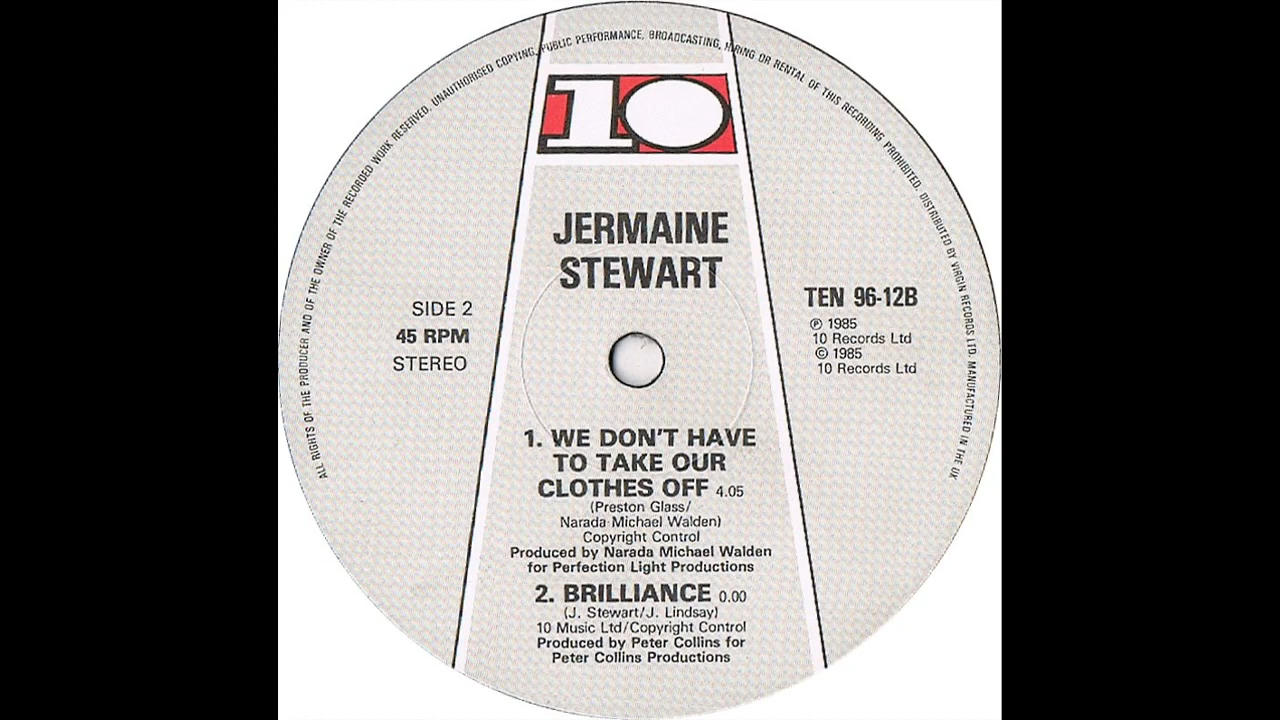 ALL RIGHTS OF THE PRODUCER AND OF THE OWNER OF THE RECORDED WORK RESERVED. UNAUTHORISED COPYING, PUBLIC PERFORMANCE, BROADCASTING, HIRING OR RENTAL OF THIS RECORDING PROHIBITED. DISTRIBUTED BY VIRGIN RECORDS LTD. MANUFACTURED IN THE UK
10
JERMAINE
STEWART
SIDE 2
45 RPM
STEREO
TEN 96-12B
℗ 1985
10 Records Ltd
© 1985
10 Records Ltd
1. WE DON'T HAVE
TO TAKE OUR
CLOTHES OFF 4.05
(Preston Glass/
Narada Michael Walden)
Copyright Control
Produced by Narada Michael Walden
for Perfection Light Productions
2. BRILLIANCE 0.00
(J. Stewart/J. Lindsay)
10 Music Ltd/Copyright Control
Produced by Peter Collins for
Peter Collins Productions